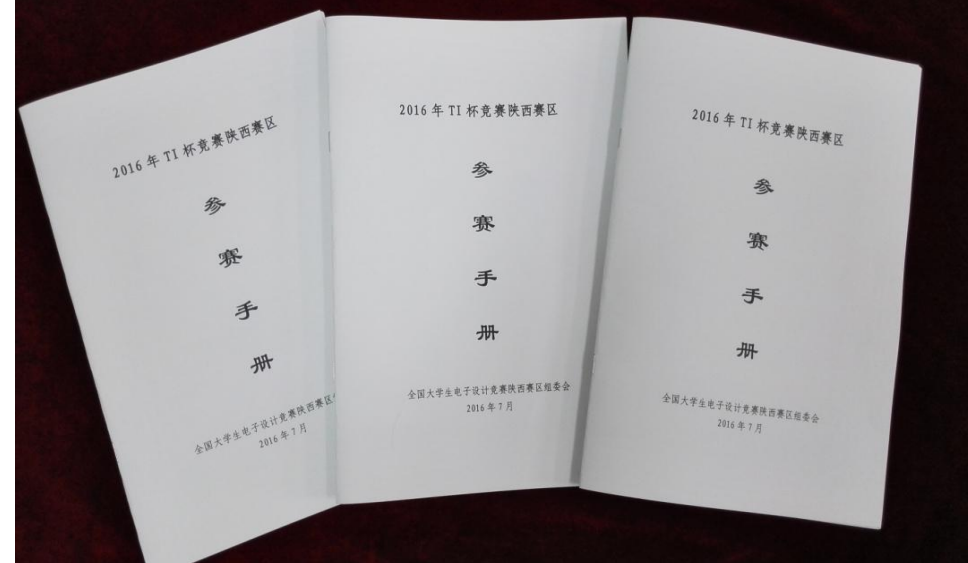 2016 年 TI 杯竞赛陕西赛区
参
赛
手
册
全国大学生电子设计竞赛陕西赛区
2016 年 7 月
2016 年 TI 杯竞赛陕西赛区
参
赛
手
册
全国大学生电子设计竞赛陕西赛区组委会
2016 年 7 月
2016 年 TI 杯竞赛陕西赛区
参
赛
手
册
全国大学生电子设计竞赛陕西赛区组委会
2016 年 7 月